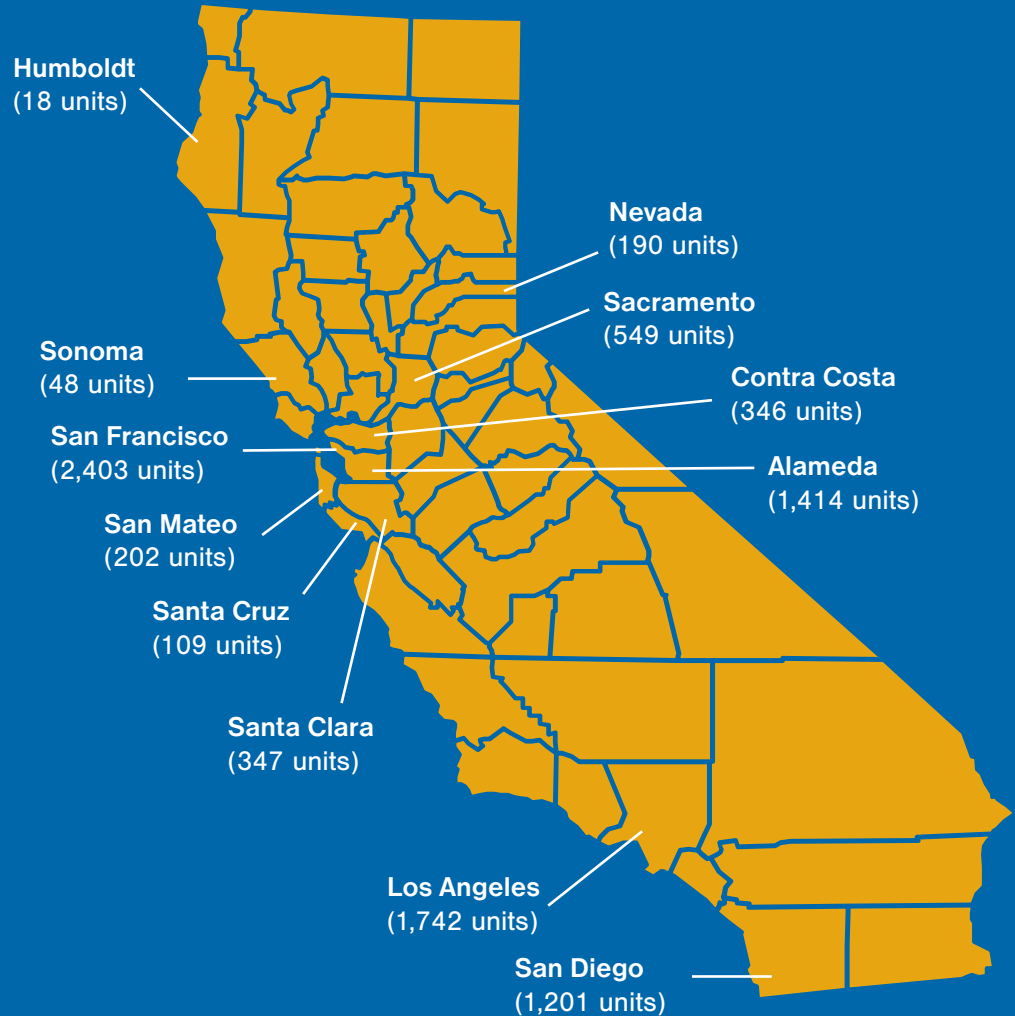 Humboldt
(18 units)
Nevada
(190 units)
Sacramento
(549 units)
Sonoma
(48 units)
Contra Costa
(346 units)
San Francisco
(2,403 units)
Alameda
(1,414 units)
San Mateo
(202 units)
Santa Cruz
(109 units)
Santa Clara
(347 units)
Los Angeles
(1,742 units)
San Diego
(1,201 units)